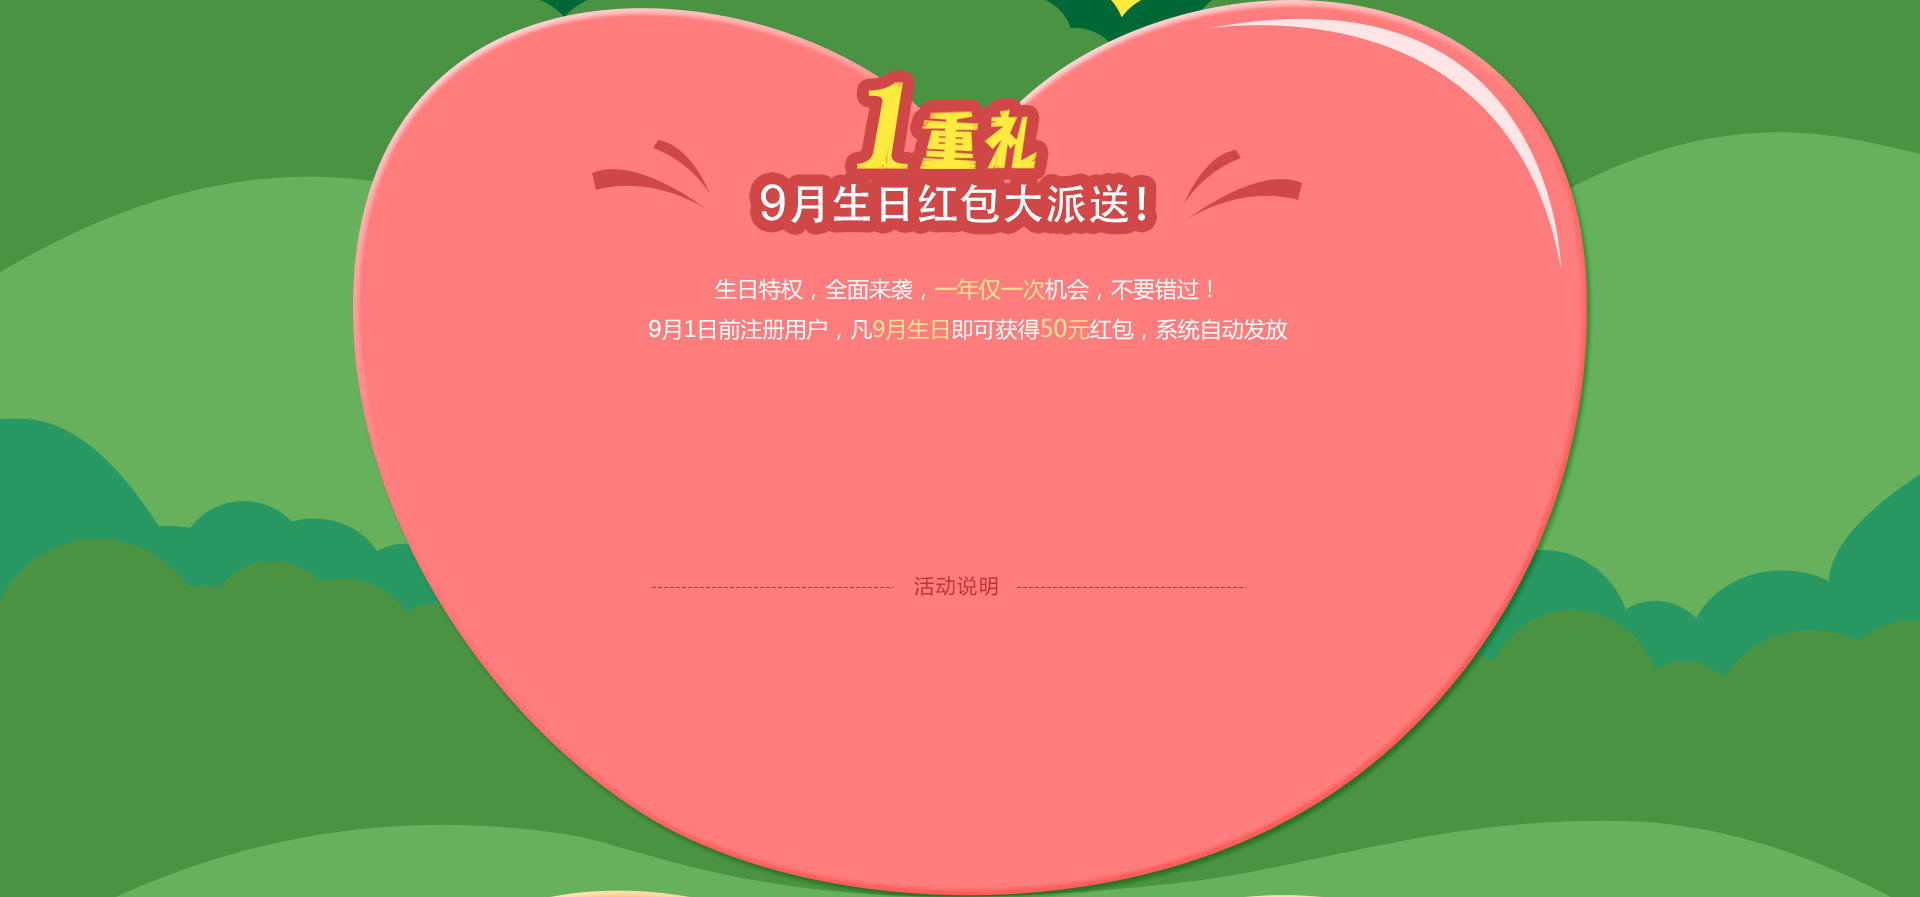 1重礼
9月生日红包大派送!
生日特权，全面来袭，一年仅一次机会，不要错过！
9月1日前注册用户，凡9月生日即可获得50元红包，系统自动发放
活动说明